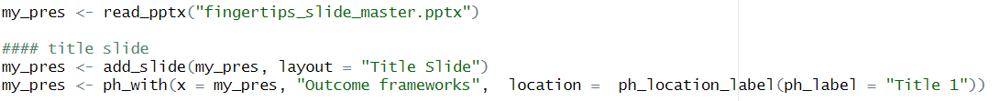 my_pres <- read_pptx("fingertips_slide_master.pptx")
#### title slide
my_pres <- add_slide(my_pres, layout = "Title Slide")
my_pres <- ph_with(x = my_pres, "Outcome frameworks",  location =  ph_location_label(ph_label = "Title 1"))